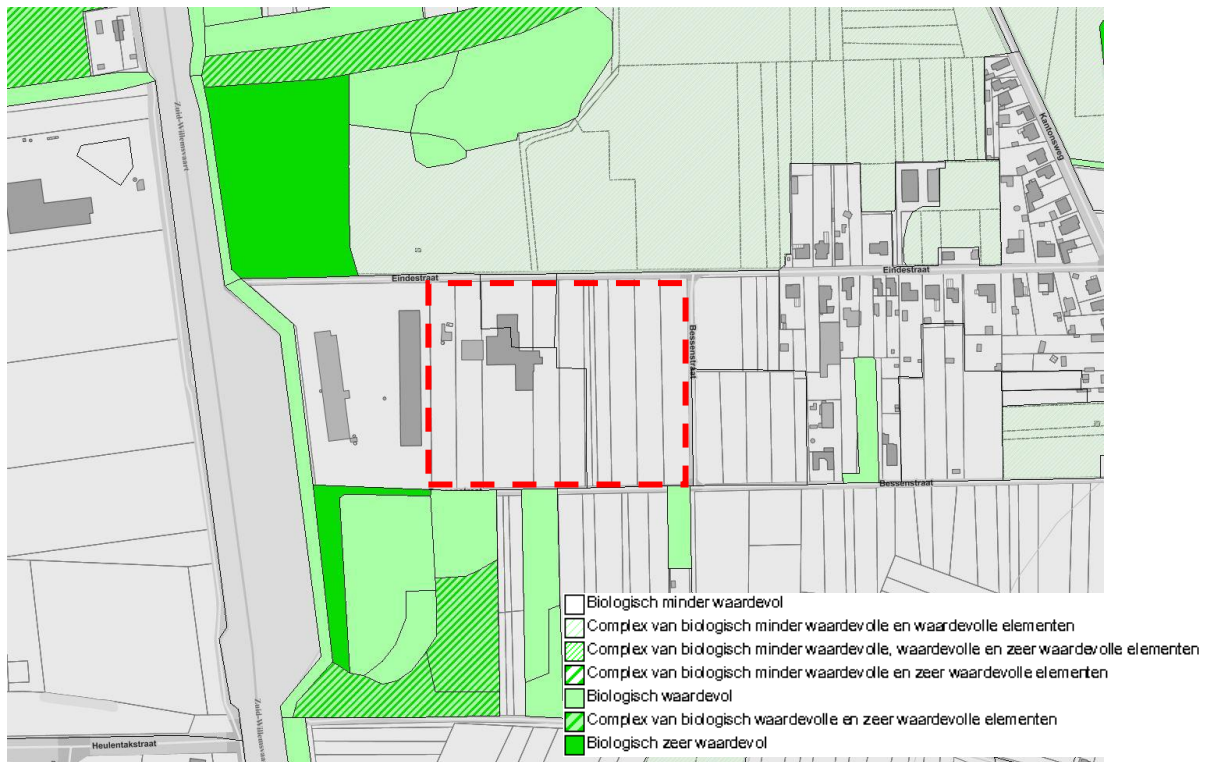 Zuid-Willemsvaart
Kantonsweg
Eindestraat
Eindestraat
Bessenstraat
Bessenstraat
Biologisch minder waardevol
Complex van biologisch minder waardevolle en waardevolle elementen
Complex van biologisch minder waardevolle, waardevolle en zeer waardevolle elementen
Complex van biologisch minder waardevolle en zeer waardevolle elementen
Biologisch waardevol
Complex van biologisch waardevolle en zeer waardevolle elementen
Biologisch zeer waardevol
Heulentakstraat